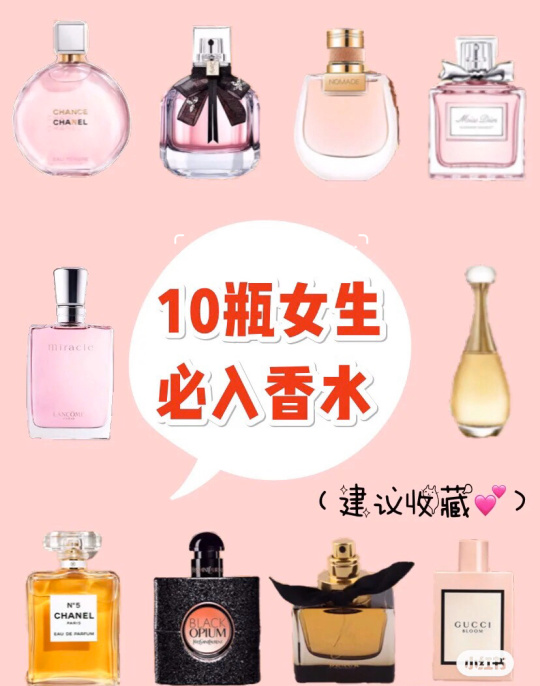 CHANCE
CHANEL
NOMADE
Miss Dior
10瓶女生
必入香水
miracle
LANCÔME
(建议收藏💕)
N°5
CHANEL
PARIS
EAU DE PARFUM
BLACK
OPIUM
GUCCI
BLOOM